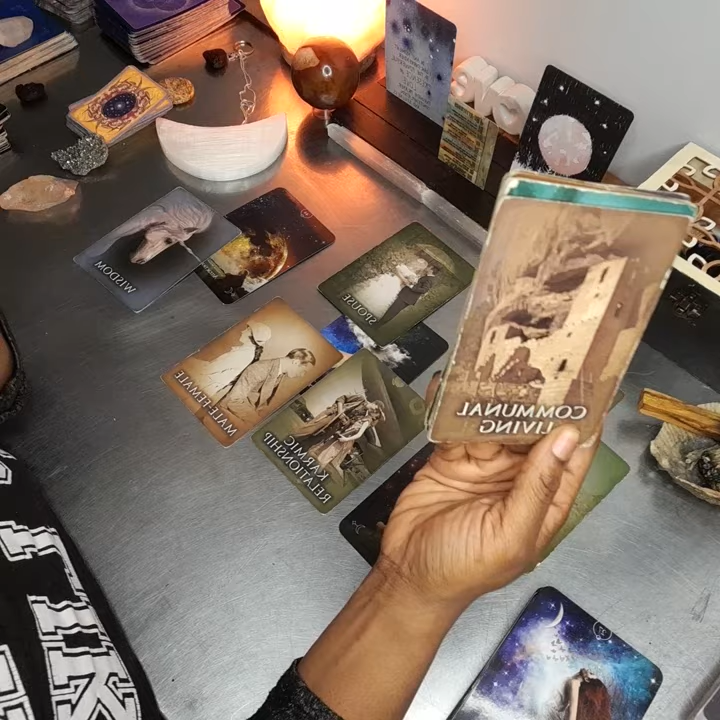 WISDOM
SPOUSE
MALE-FEMALE
KARMIC
RELATIONSHIP
COMMUNAL
LIVING